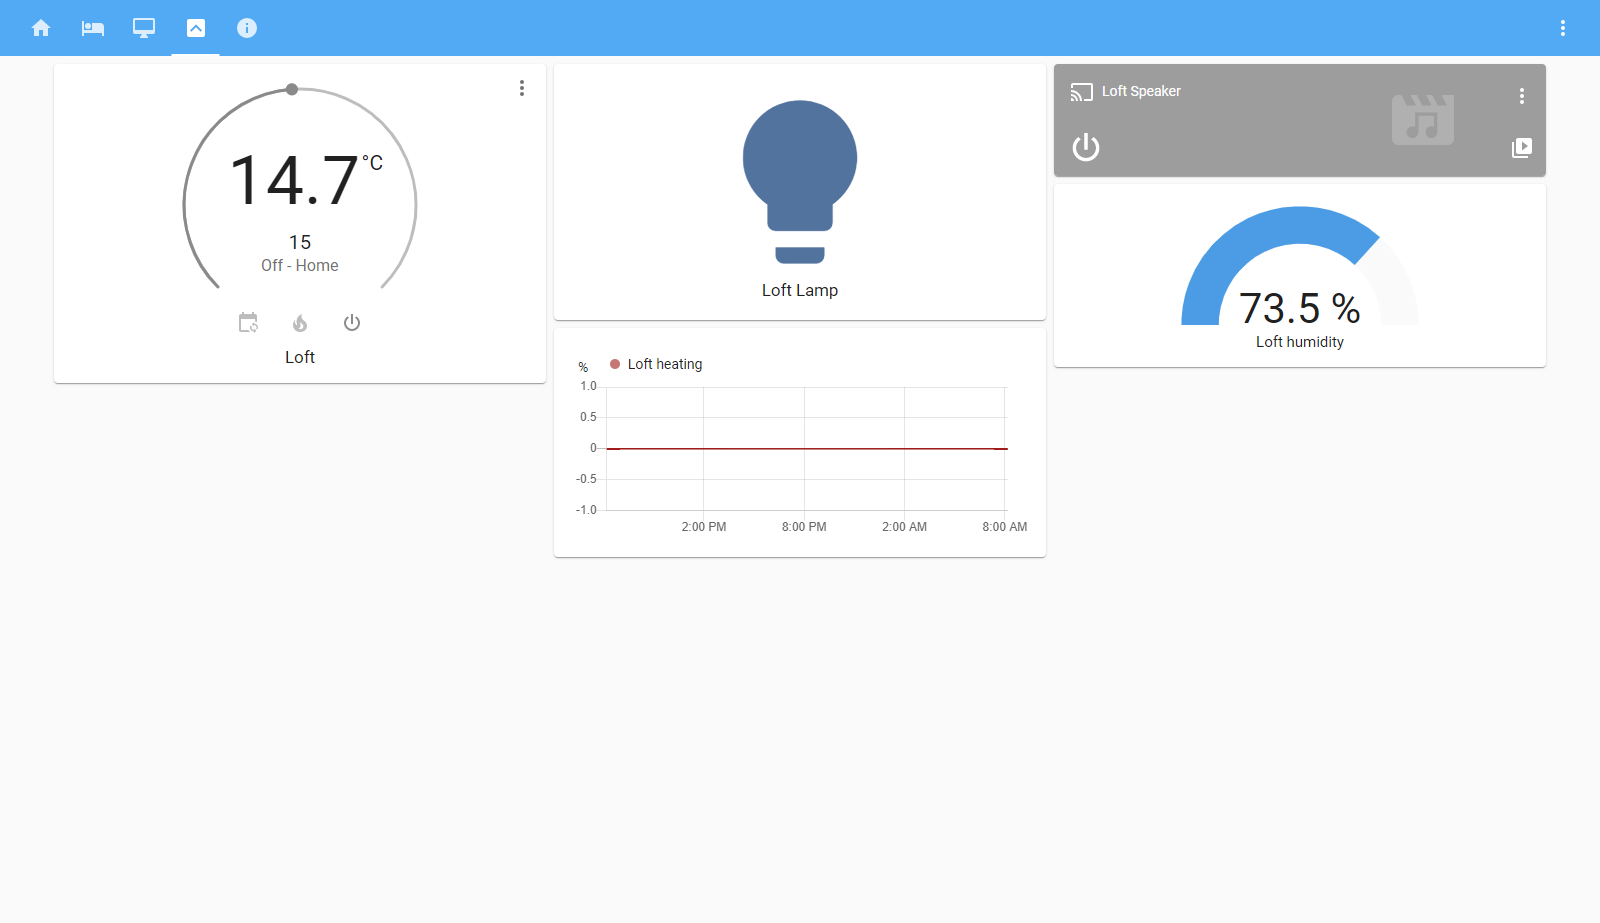 14.7 °C
15
Off - Home
Loft
Loft Lamp
%
Loft heating
1.0
0.5
0
-0.5
-1.0
2:00 PM 8:00 PM 2:00 AM 8:00 AM
Loft Speaker
73.5 %
Loft humidity